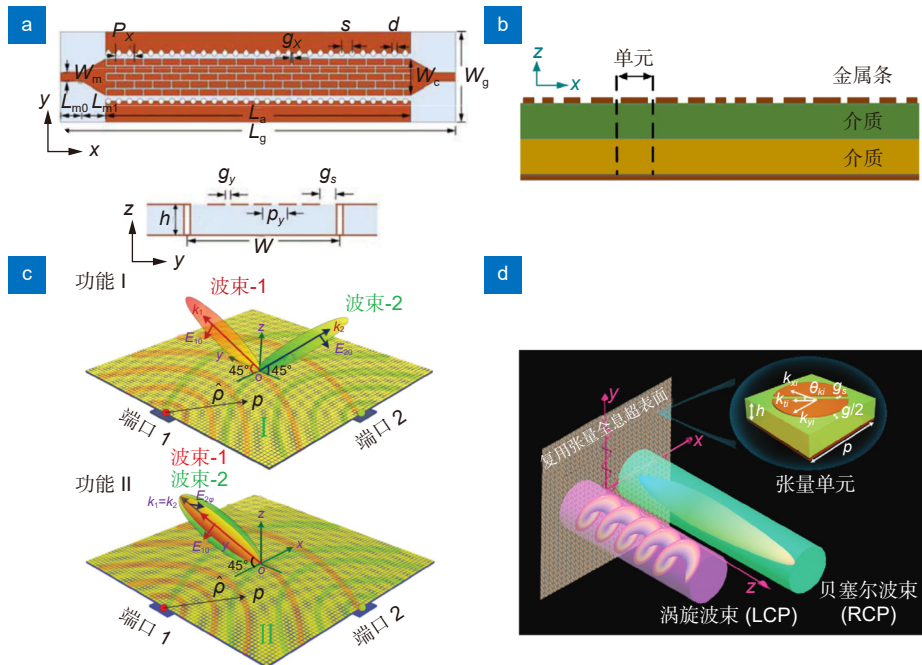 a
P_x
s
d
g_x
W_m
W_c
W_g
y
L_m0
L_m1
L_a
L_g
x
g_y
g_s
z
h
p_y
W
y
b
z
x
单元
金属条
介质
介质
c
功能 I
波束-1
波束-2
k_1
z
k_2
E_1θ
E_2θ
y
45°
o
45°
ρ̂
p
端口 1
I
端口 2
功能 II
波束-1
波束-2
k_1=k_2
E_2φ
z
E_1θ
y
x
45°
o
ρ̂
p
端口 1
II
端口 2
d
复用张量全息超表面
y
x
z
k_xi
θ_ki
g_s
k_ti
h
k_yi
g/2
p
张量单元
涡旋波束 (LCP)
贝塞尔波束
(RCP)